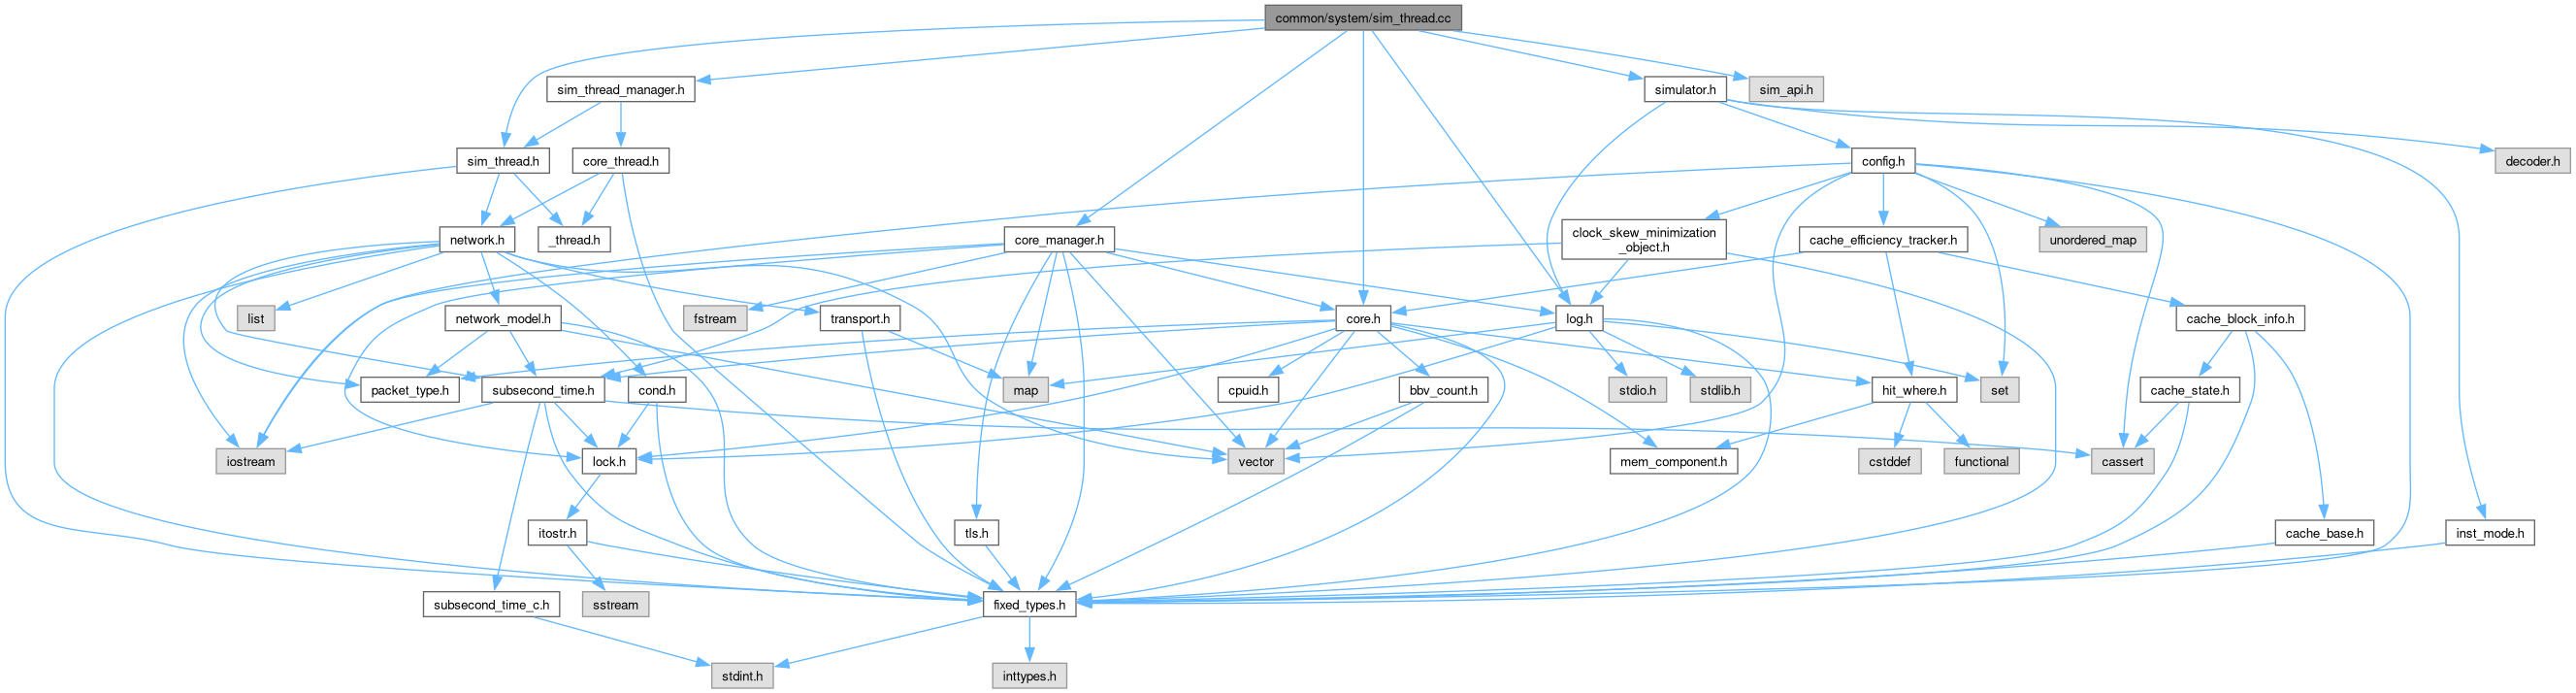 common/system/sim_thread.cc
sim_thread_manager.h
simulator.h
sim_api.h
sim_thread.h
core_thread.h
config.h
decoder.h
network.h
_thread.h
core_manager.h
clock_skew_minimization
_object.h
cache_efficiency_tracker.h
unordered_map
list
network_model.h
fstream
transport.h
core.h
log.h
cache_block_info.h
packet_type.h
subsecond_time.h
cond.h
map
cpuid.h
bbv_count.h
stdio.h
stdlib.h
hit_where.h
set
cache_state.h
iostream
lock.h
vector
mem_component.h
cstddef
functional
cassert
itostr.h
tls.h
cache_base.h
inst_mode.h
subsecond_time_c.h
sstream
fixed_types.h
stdint.h
inttypes.h